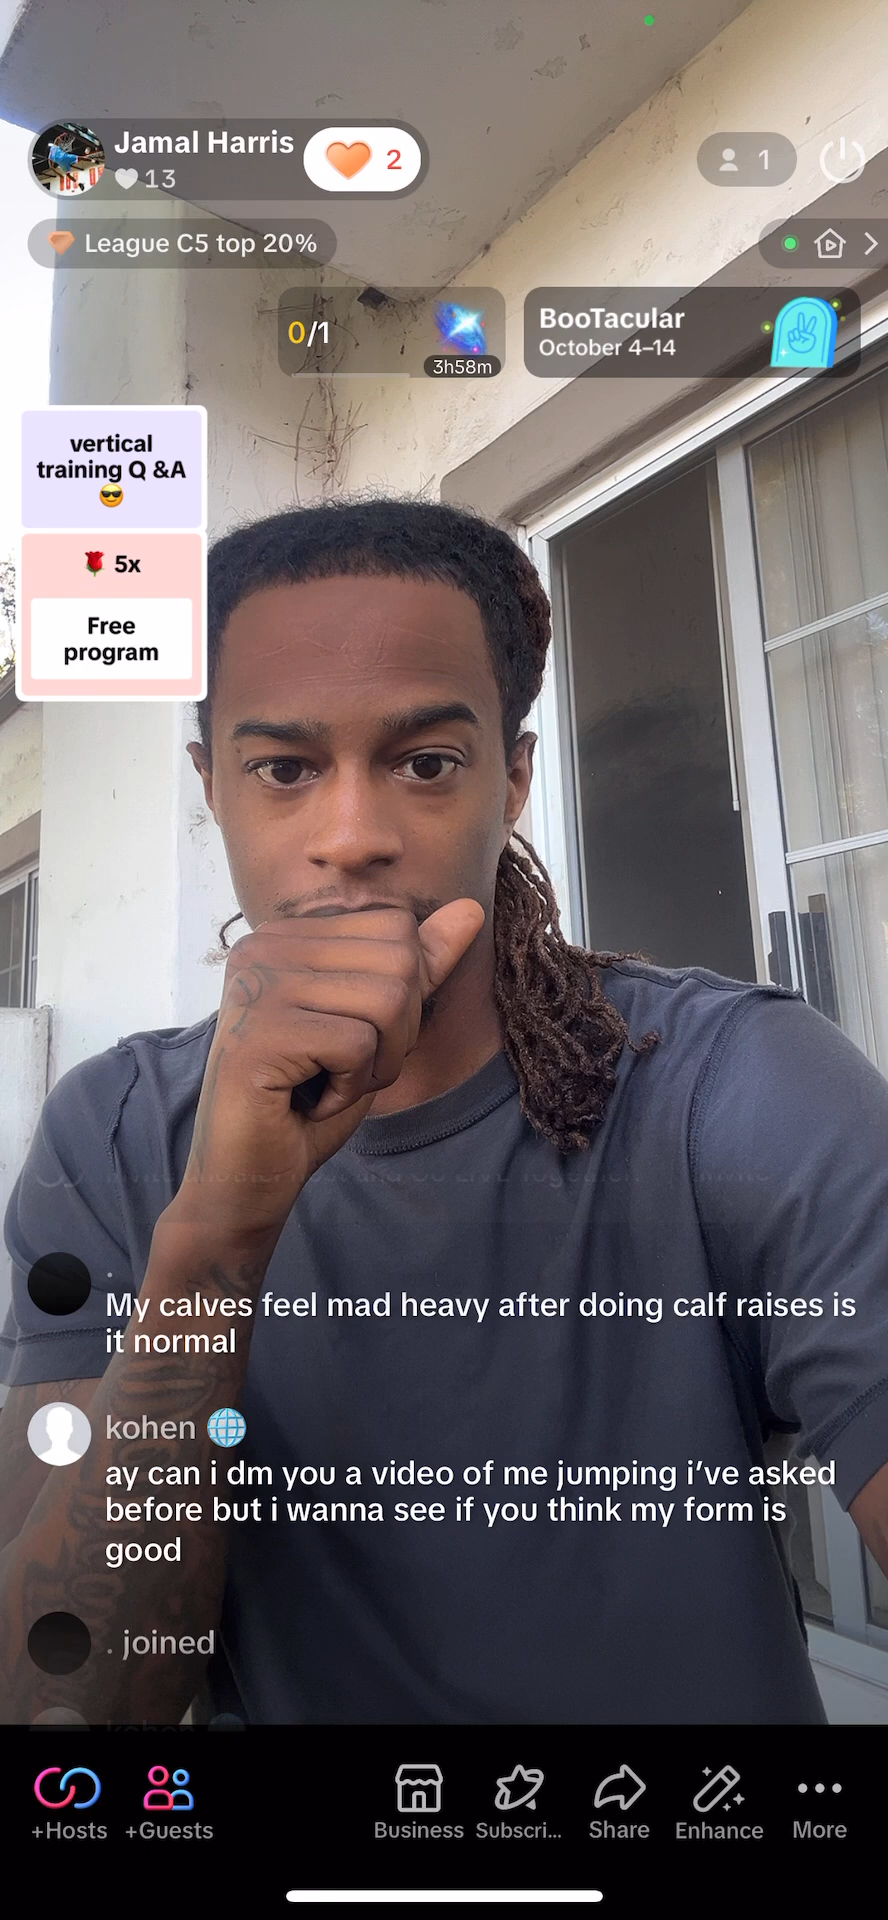 Jamal Harris
13
2
1
League C5 top 20%
0/1
3h58m
BooTacular
October 4–14
vertical
training Q &A
😎
🌹 5x
Free
program
.
My calves feel mad heavy after doing calf raises is
it normal
kohen 🌐
ay can i dm you a video of me jumping i've asked
before but i wanna see if you think my form is
good
. joined
kohen
+Hosts
+Guests
Business
Subscri...
Share
Enhance
More